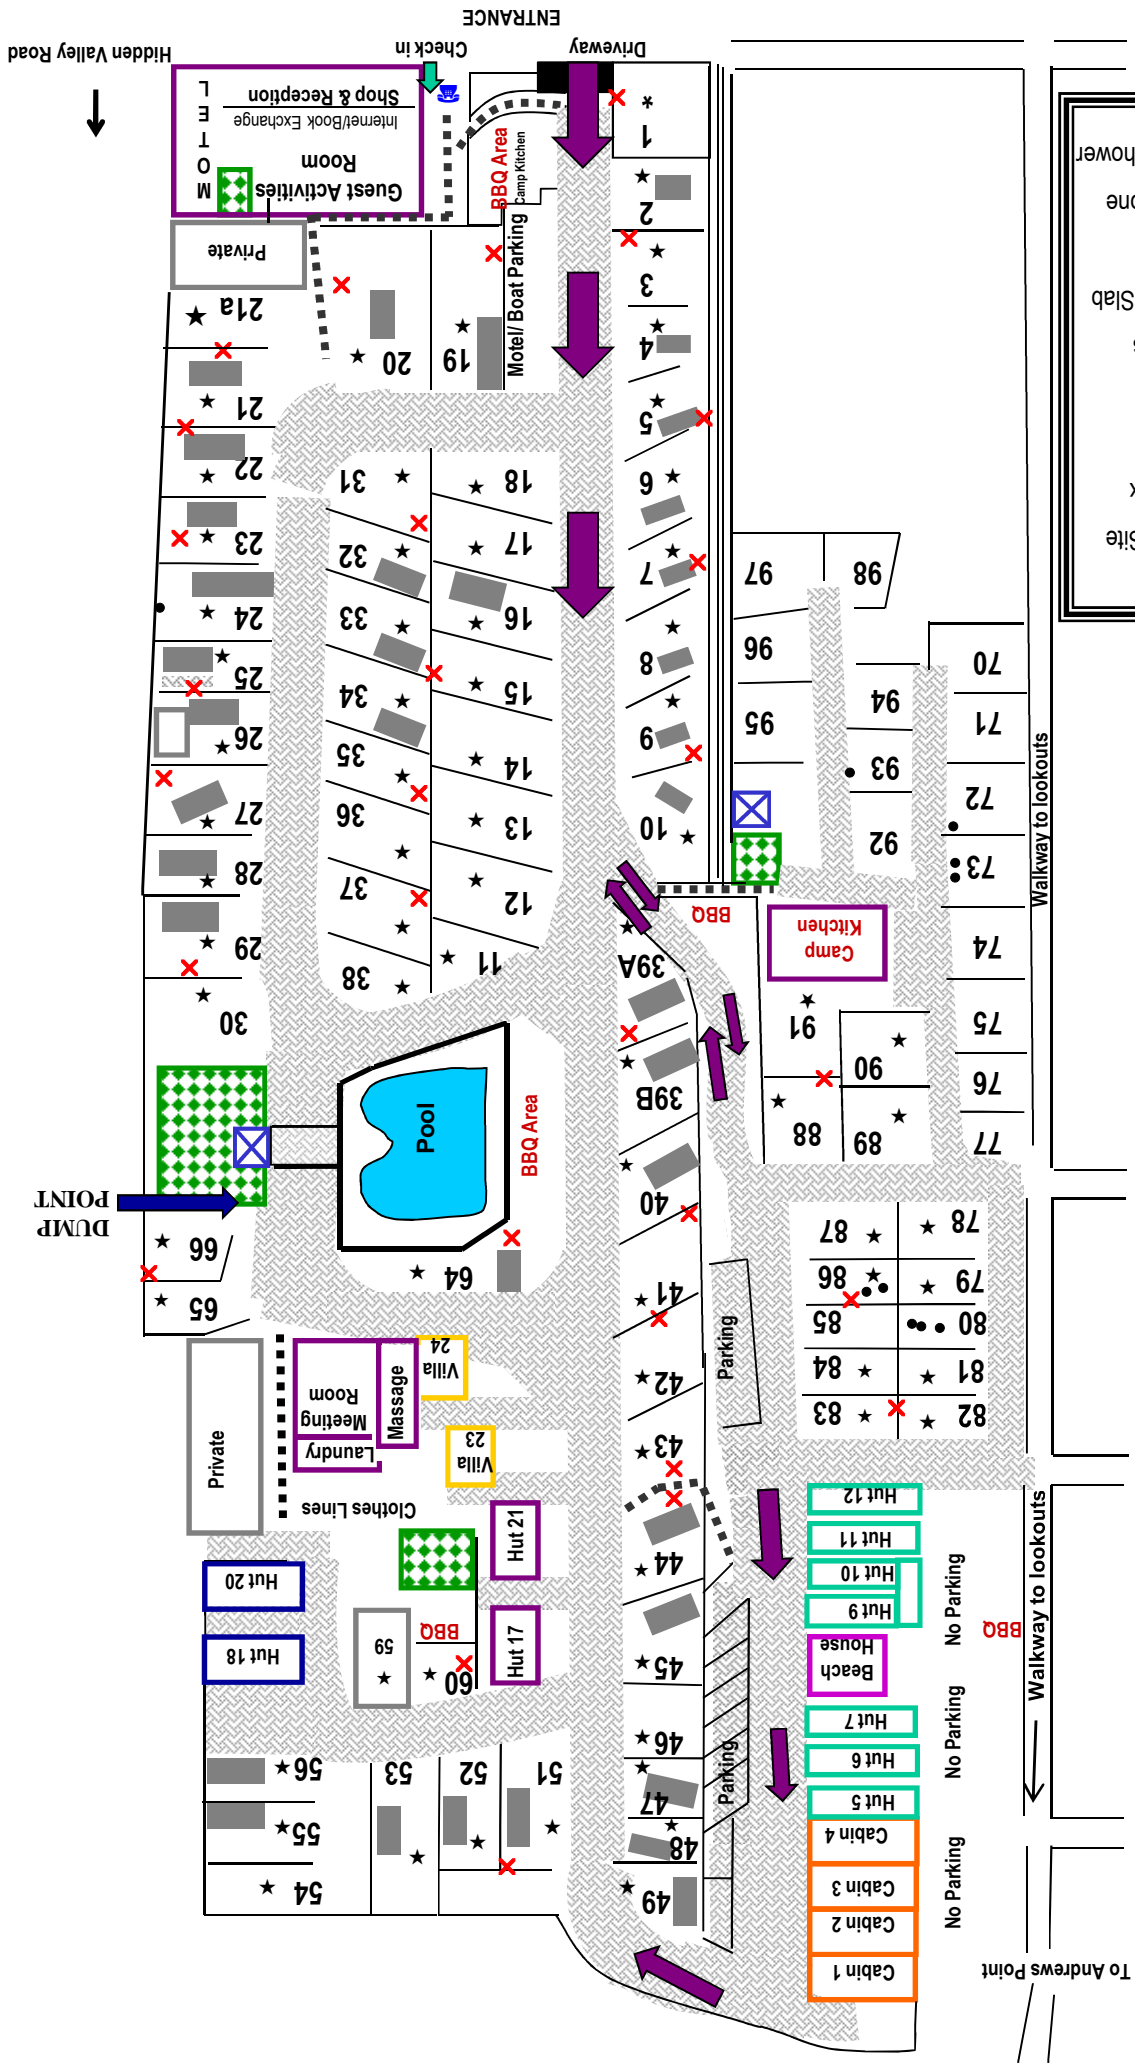 ENTRANCE
Hidden Valley Road
Check in
Driveway
MOTEL
Shop & Reception
Internet/Book Exchange
Guest Activities
Room
Private
BBQ Area
Camp Kitchen
Motel/ Boat Parking
*
1
2
3
4
5
6
7
8
9
10
21a
20
19
21
22
23
24
25
26
27
28
29
30
31
32
33
34
35
36
37
38
18
17
16
15
14
13
12
11
hower
one
Slab
s
x
Site
97
98
96
95
94
93
92
70
71
72
73
74
75
76
77
Walkway to lookouts
BBQ
Camp
Kitchen
39A
39B
91
90
88
89
40
41
42
43
44
45
46
47
48
49
Pool
BBQ Area
DUMP
POINT
66
65
64
87
86
85
84
83
78
79
80
81
82
Parking
Private
Meeting
Room
Laundry
Massage
Villa
24
Villa
23
Clothes Lines
Hut 21
Hut 17
Hut 20
Hut 18
59
BBQ
60
56
55
54
53
52
51
Parking
Hut 12
Hut 11
Hut 10
Hut 9
Beach
House
Hut 7
Hut 6
Hut 5
Cabin 4
Cabin 3
Cabin 2
Cabin 1
No Parking
No Parking
No Parking
BBQ
Walkway to lookouts
To Andrews Point